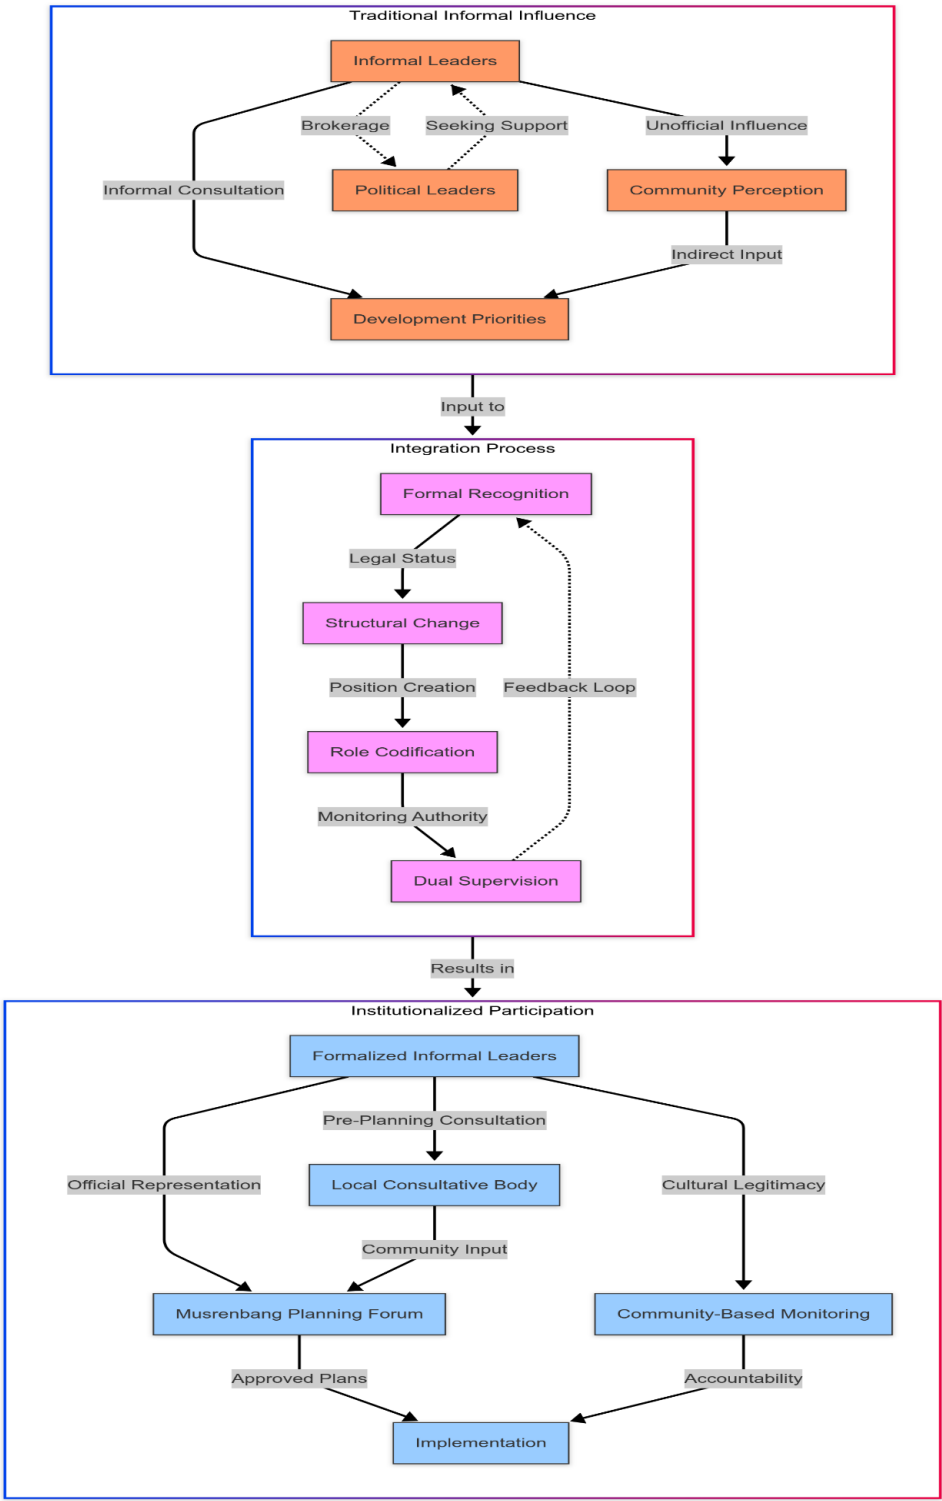 Traditional Informal Influence
Informal Leaders
Brokerage
Seeking Support
Unofficial Influence
Informal Consultation
Political Leaders
Community Perception
Indirect Input
Development Priorities
Input to
Integration Process
Formal Recognition
Legal Status
Structural Change
Position Creation
Feedback Loop
Role Codification
Monitoring Authority
Dual Supervision
Results in
Institutionalized Participation
Formalized Informal Leaders
Pre-Planning Consultation
Official Representation
Local Consultative Body
Cultural Legitimacy
Community Input
Musrenbang Planning Forum
Community-Based Monitoring
Approved Plans
Accountability
Implementation